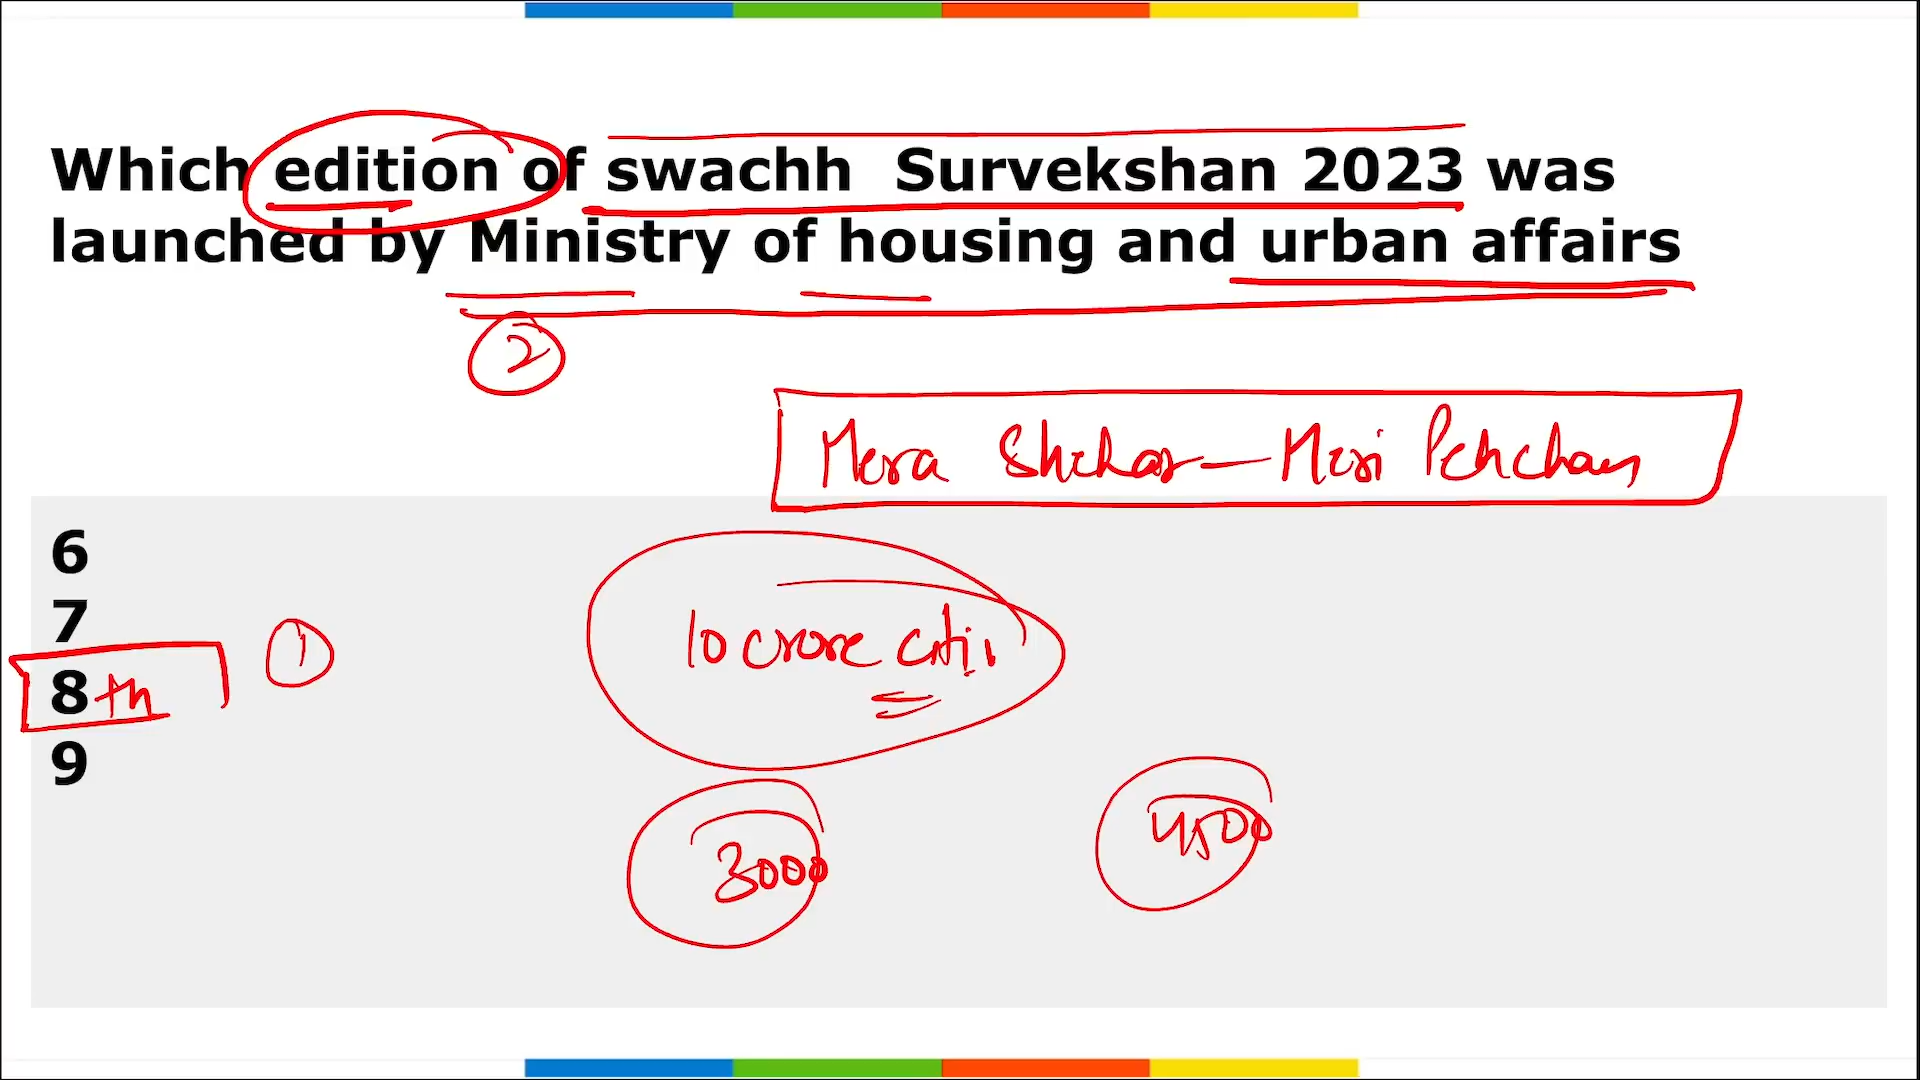 Which edition of swachh Survekshan 2023 was
launched by Ministry of housing and urban affairs
2
Mera Shehar - Meri Pehchan
6
7
1
8th
9
10 crore citi
3000
4500